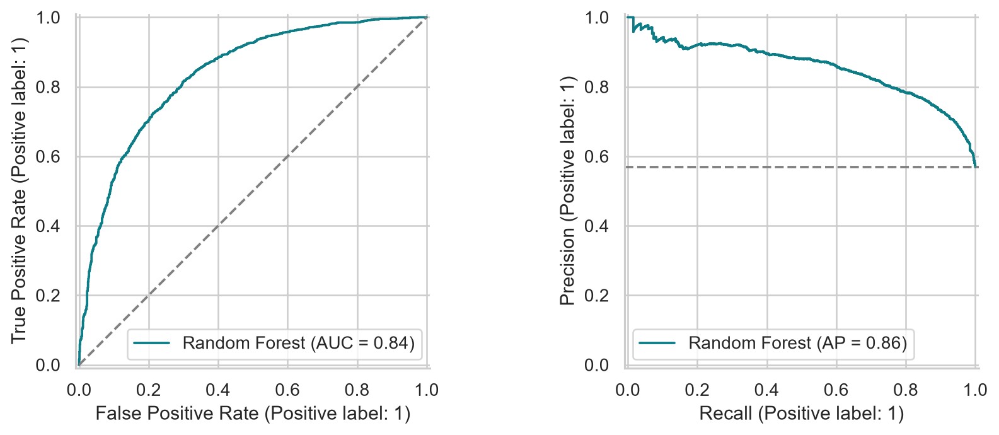 True Positive Rate (Positive label: 1)
1.0
0.8
0.6
0.4
0.2
0.0
Random Forest (AUC = 0.84)
0.0 0.2 0.4 0.6 0.8 1.0
False Positive Rate (Positive label: 1)
Precision (Positive label: 1)
1.0
0.8
0.6
0.4
0.2
0.0
Random Forest (AP = 0.86)
0.0 0.2 0.4 0.6 0.8 1.0
Recall (Positive label: 1)